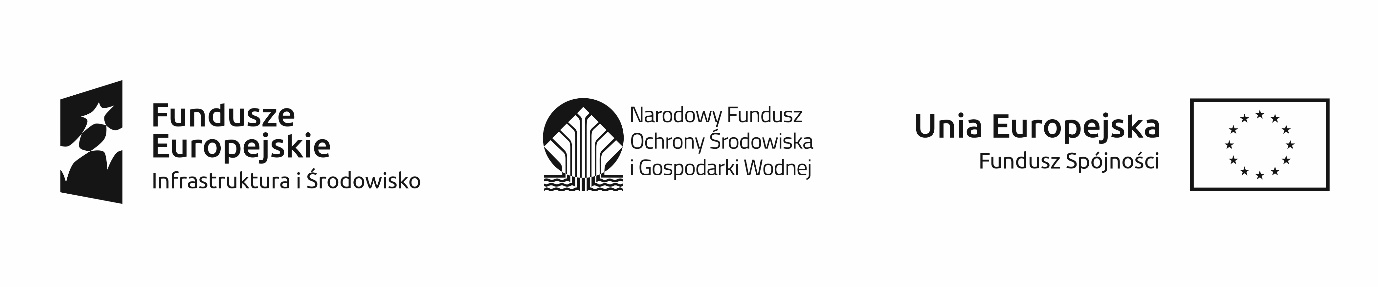 Fundusze
Europejskie
Infrastruktura i Środowisko
Narodowy Fundusz
Ochrony Środowiska
i Gospodarki Wodnej
Unia Europejska
Fundusz Spójności